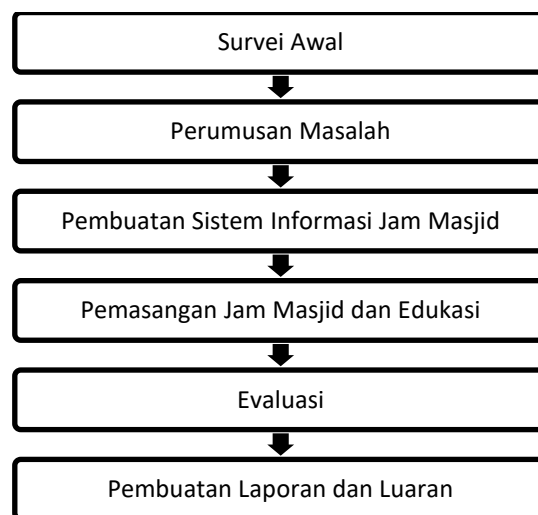 Survei Awal
Perumusan Masalah
Pembuatan Sistem Informasi Jam Masjid
Pemasangan Jam Masjid dan Edukasi
Evaluasi
Pembuatan Laporan dan Luaran